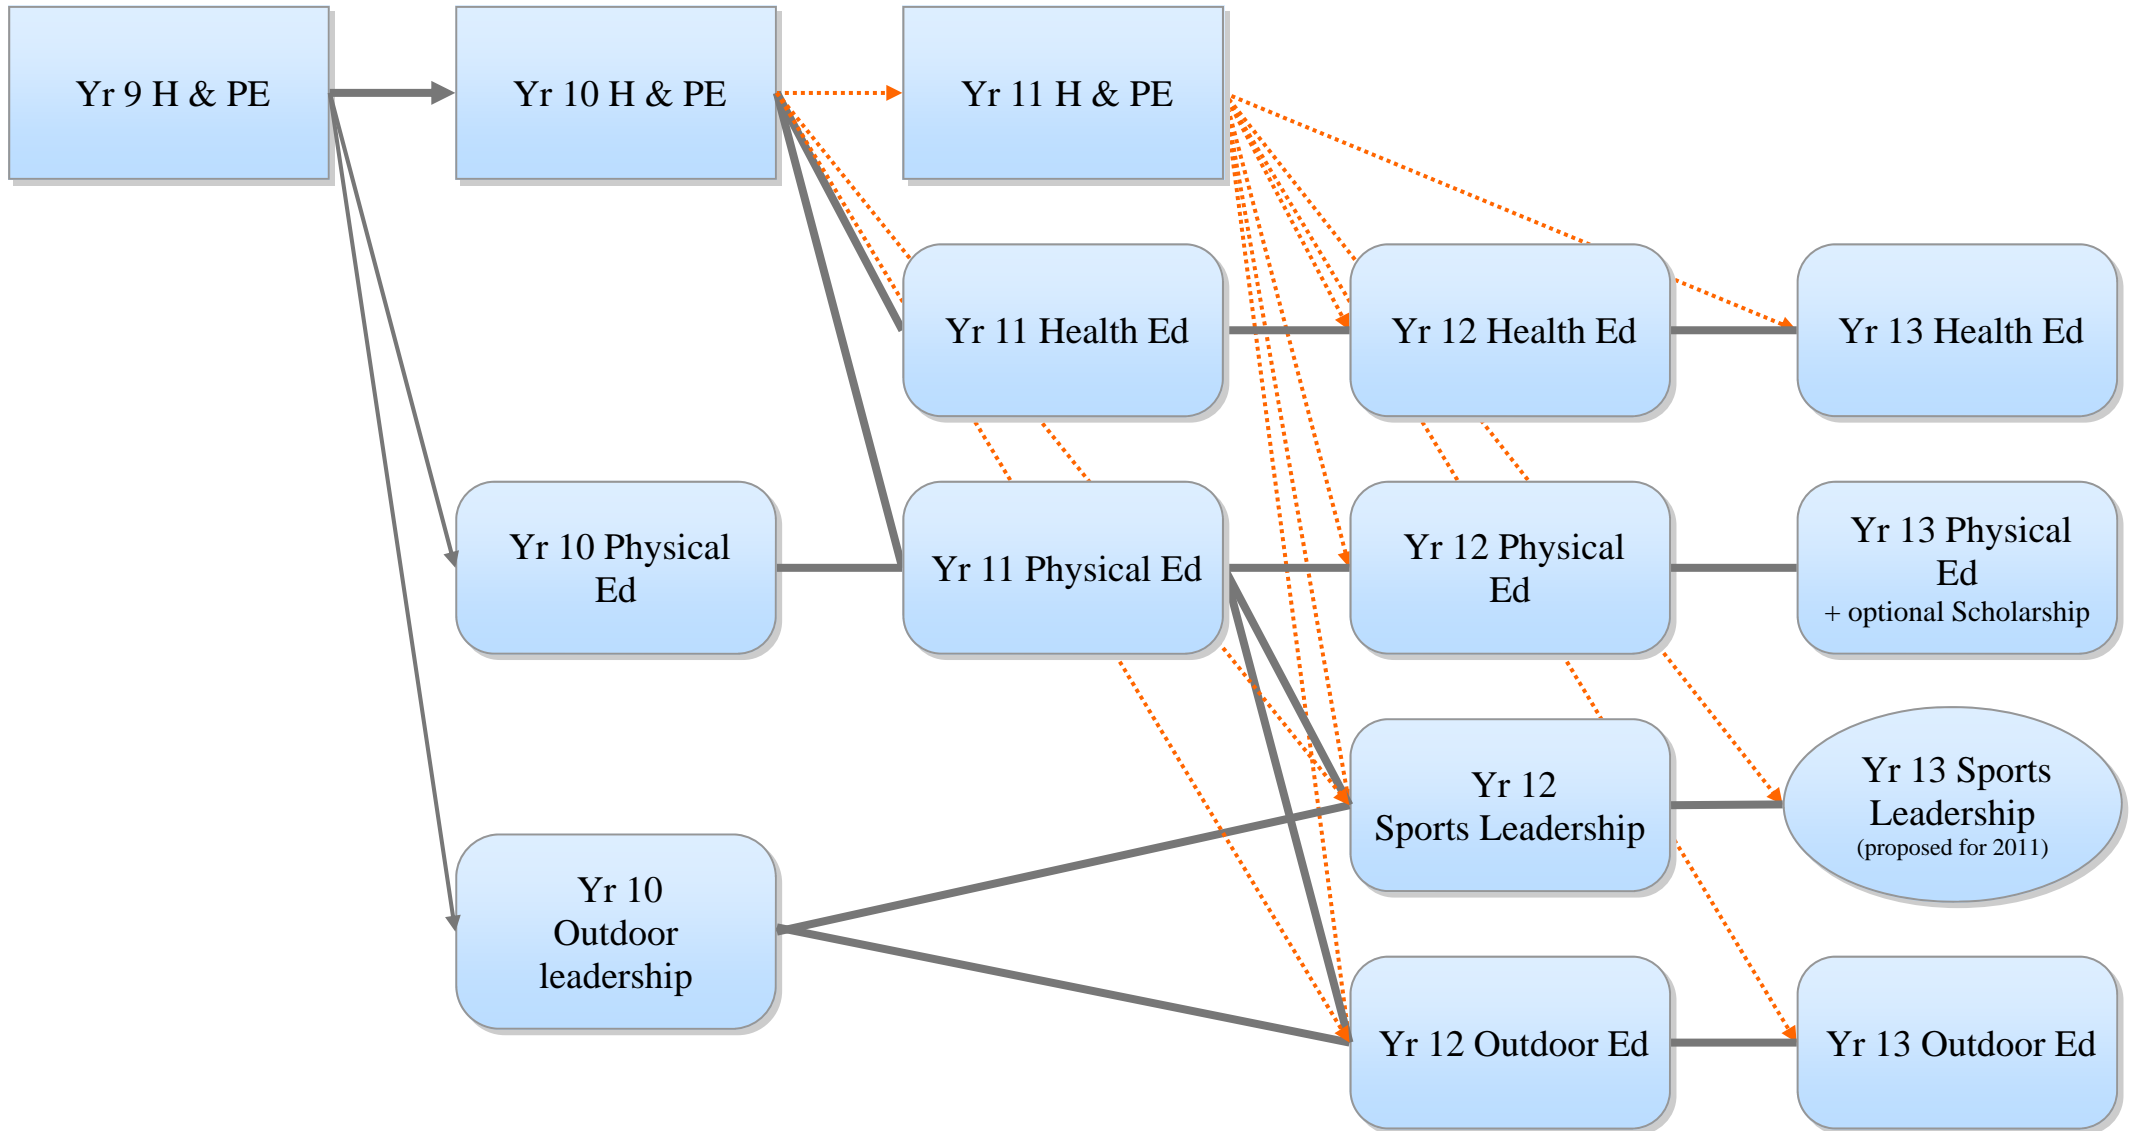 Yr 9 H & PE
Yr 10 H & PE
Yr 11 H & PE
Yr 11 Health Ed
Yr 12 Health Ed
Yr 13 Health Ed
Yr 10 Physical
Ed
Yr 11 Physical Ed
Yr 12 Physical
Ed
Yr 13 Physical
Ed
+ optional Scholarship
Yr 12
Sports Leadership
Yr 13 Sports
Leadership
(proposed for 2011)
Yr 10
Outdoor
leadership
Yr 12 Outdoor Ed
Yr 13 Outdoor Ed